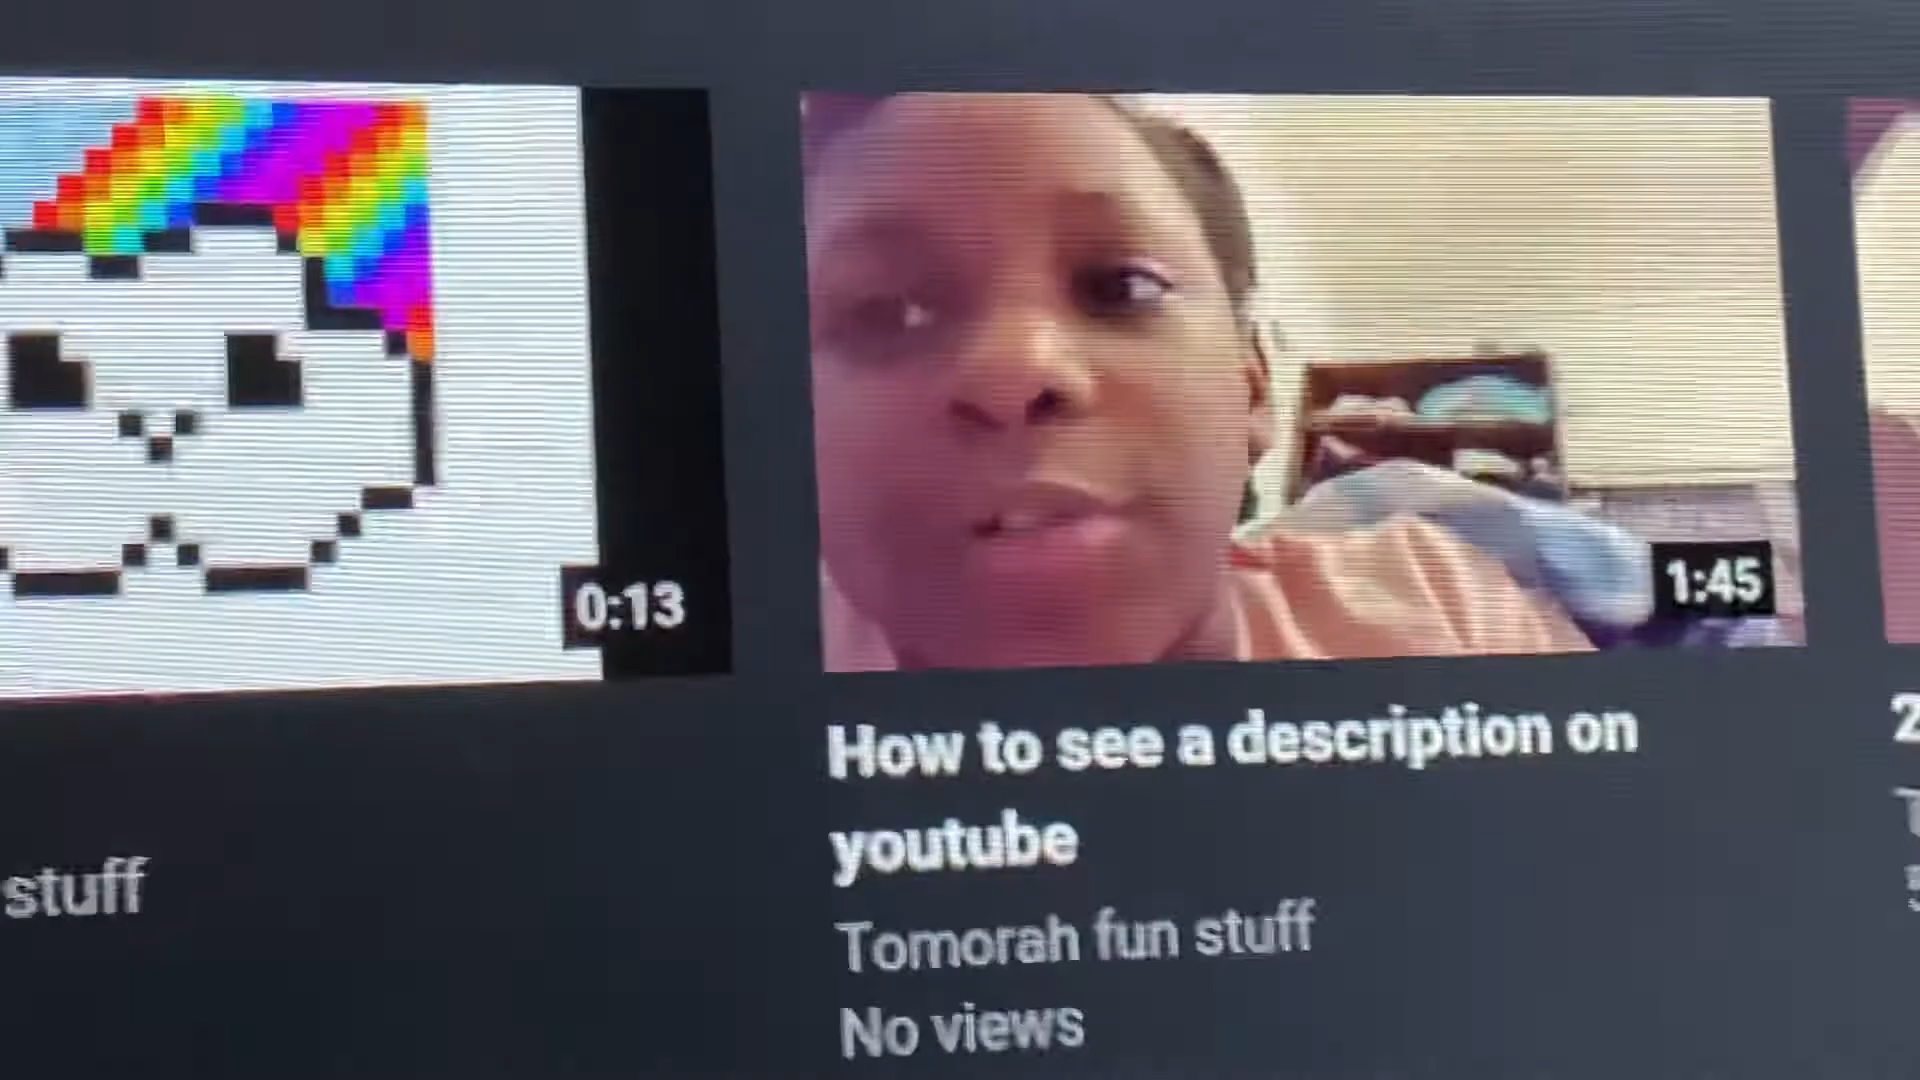 0:13
1:45
How to see a description on
youtube
stuff
Tomorah fun stuff
No views